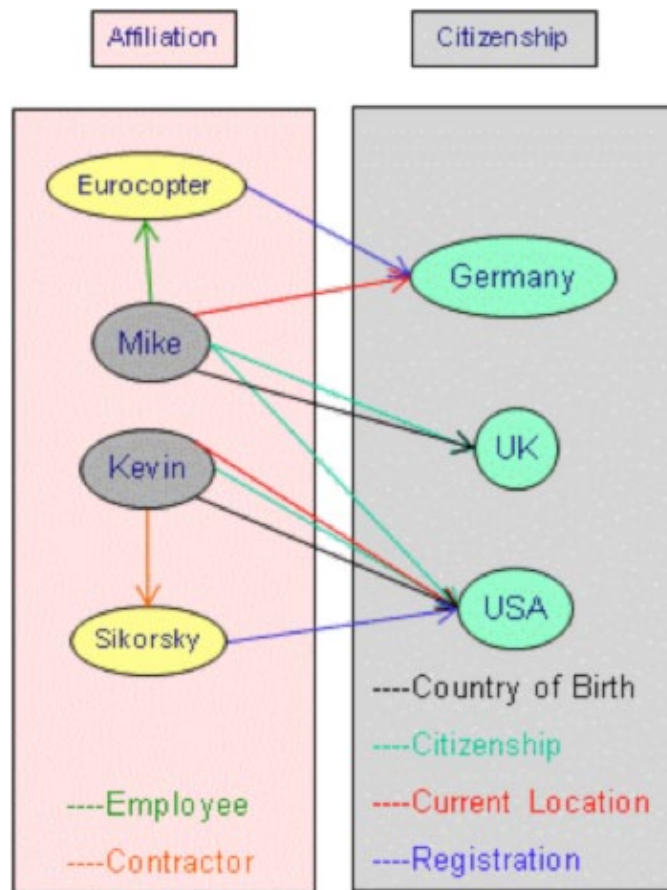 Affiliation
Citizenship
Eurocopter
Germany
Mike
UK
Kevin
USA
Sikorsky
----Country of Birth
----Citizenship
----Employee
----Current Location
----Contractor
----Registration